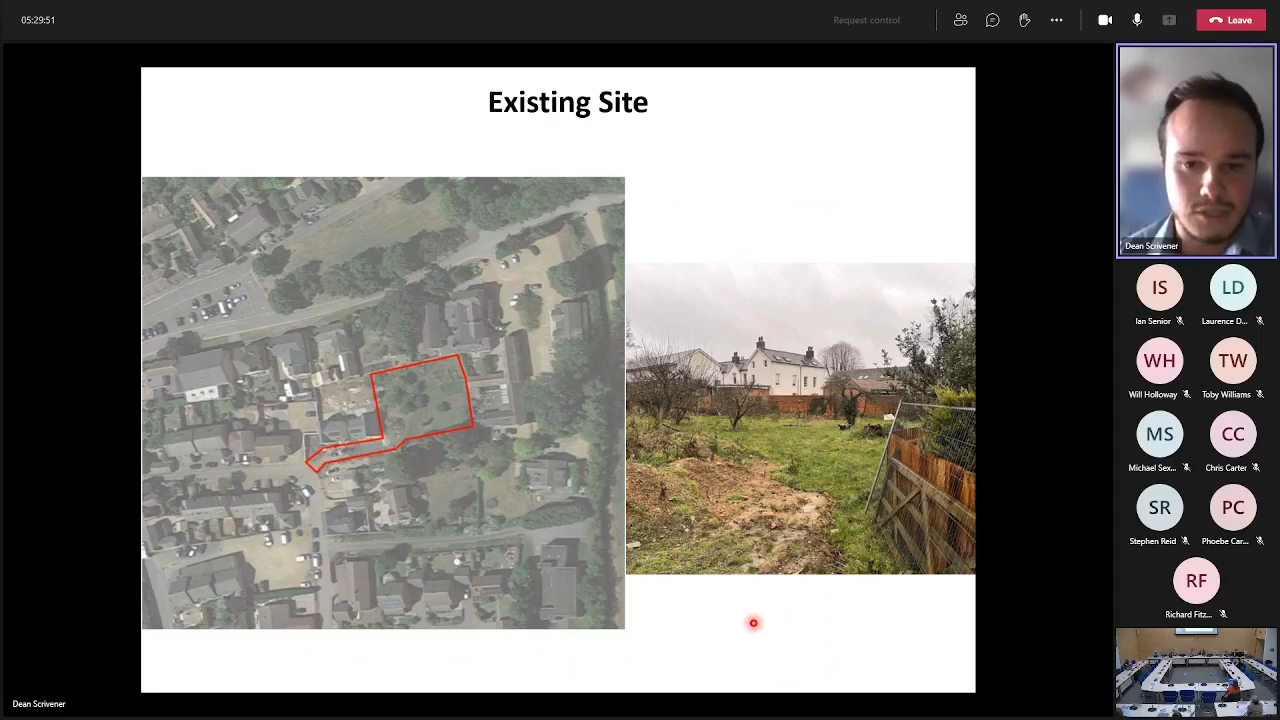 05:29:51
Request control
Leave
Existing Site
Dean Scrivener
IS
LD
Ian Senior
Laurence D...
WH
TW
Will Holloway
Toby Williams
MS
CC
Michael Sex...
Chris Carter
SR
PC
Stephen Reid
Phoebe Car...
RF
Richard Fitz...
Dean Scrivener